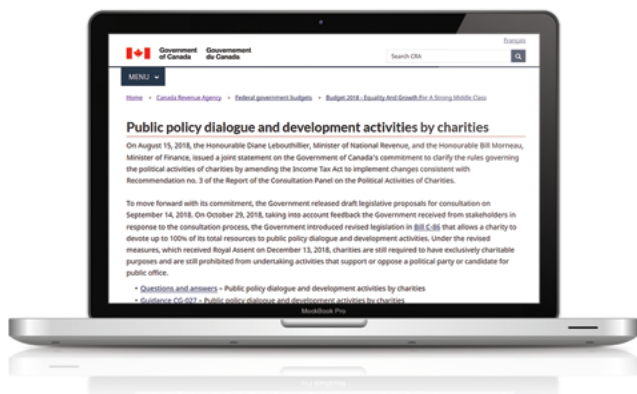 Français
Government of Canada Gouvernement du Canada
Search CRA
MENU
Home Canada Revenue Agency Federal government budgets Budget 2018 – Equality And Growth For A Strong Middle Class
Public policy dialogue and development activities by charities
On August 15, 2018, the Honourable Diane Lebouthillier, Minister of National Revenue, and the Honourable Bill Morneau,
Minister of Finance, issued a joint statement on the Government of Canada's commitment to clarify the rules governing
the political activities of charities by amending the Income Tax Act to implement changes consistent with
Recommendation no. 3 of the Report of the Consultation Panel on the Political Activities of Charities.
To move forward with its commitment, the Government released draft legislative proposals for consultation on
September 14, 2018. On October 29, 2018, taking into account feedback the Government received from stakeholders in
response to the consultation process, the Government introduced revised legislation in Bill C-86 that allows a charity to
devote up to 100% of its total resources to public policy dialogue and development activities. Under the revised
measures, which received Royal Assent on December 13, 2018, charities are still required to have exclusively charitable
purposes and are still prohibited from undertaking activities that support or oppose a political party or candidate for
public office.
• Questions and answers – Public policy dialogue and development activities by charities
• Guidance CG-027 – Public policy dialogue and development activities by charities
MockBook Pro